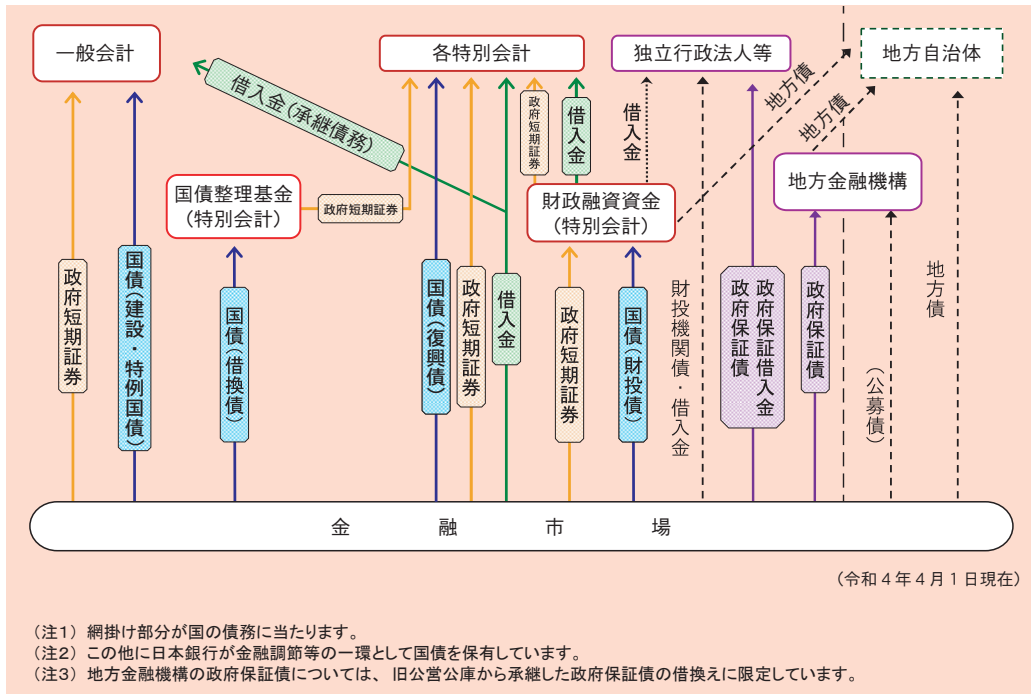 一般会計
各特別会計
独立行政法人等
地方自治体
借入金(承継債務)
政府短期証券
借入金
借入金
地方債
地方債
国債整理基金
(特別会計)
政府短期証券
財政融資資金
(特別会計)
地方金融機構
政府短期証券
国債(建設・特例国債)
国債(借換債)
国債(復興債)
政府短期証券
借入金
政府短期証券
国債(財投債)
財投機関債・借入金
政府保証借入金
政府保証債
政府保証債
(公募債)
地方債
金融市場
(令和4年4月1日現在)
(注1) 網掛け部分が国の債務に当たります。
(注2) この他に日本銀行が金融調節等の一環として国債を保有しています。
(注3) 地方金融機構の政府保証債については、旧公営公庫から承継した政府保証債の借換えに限定しています。